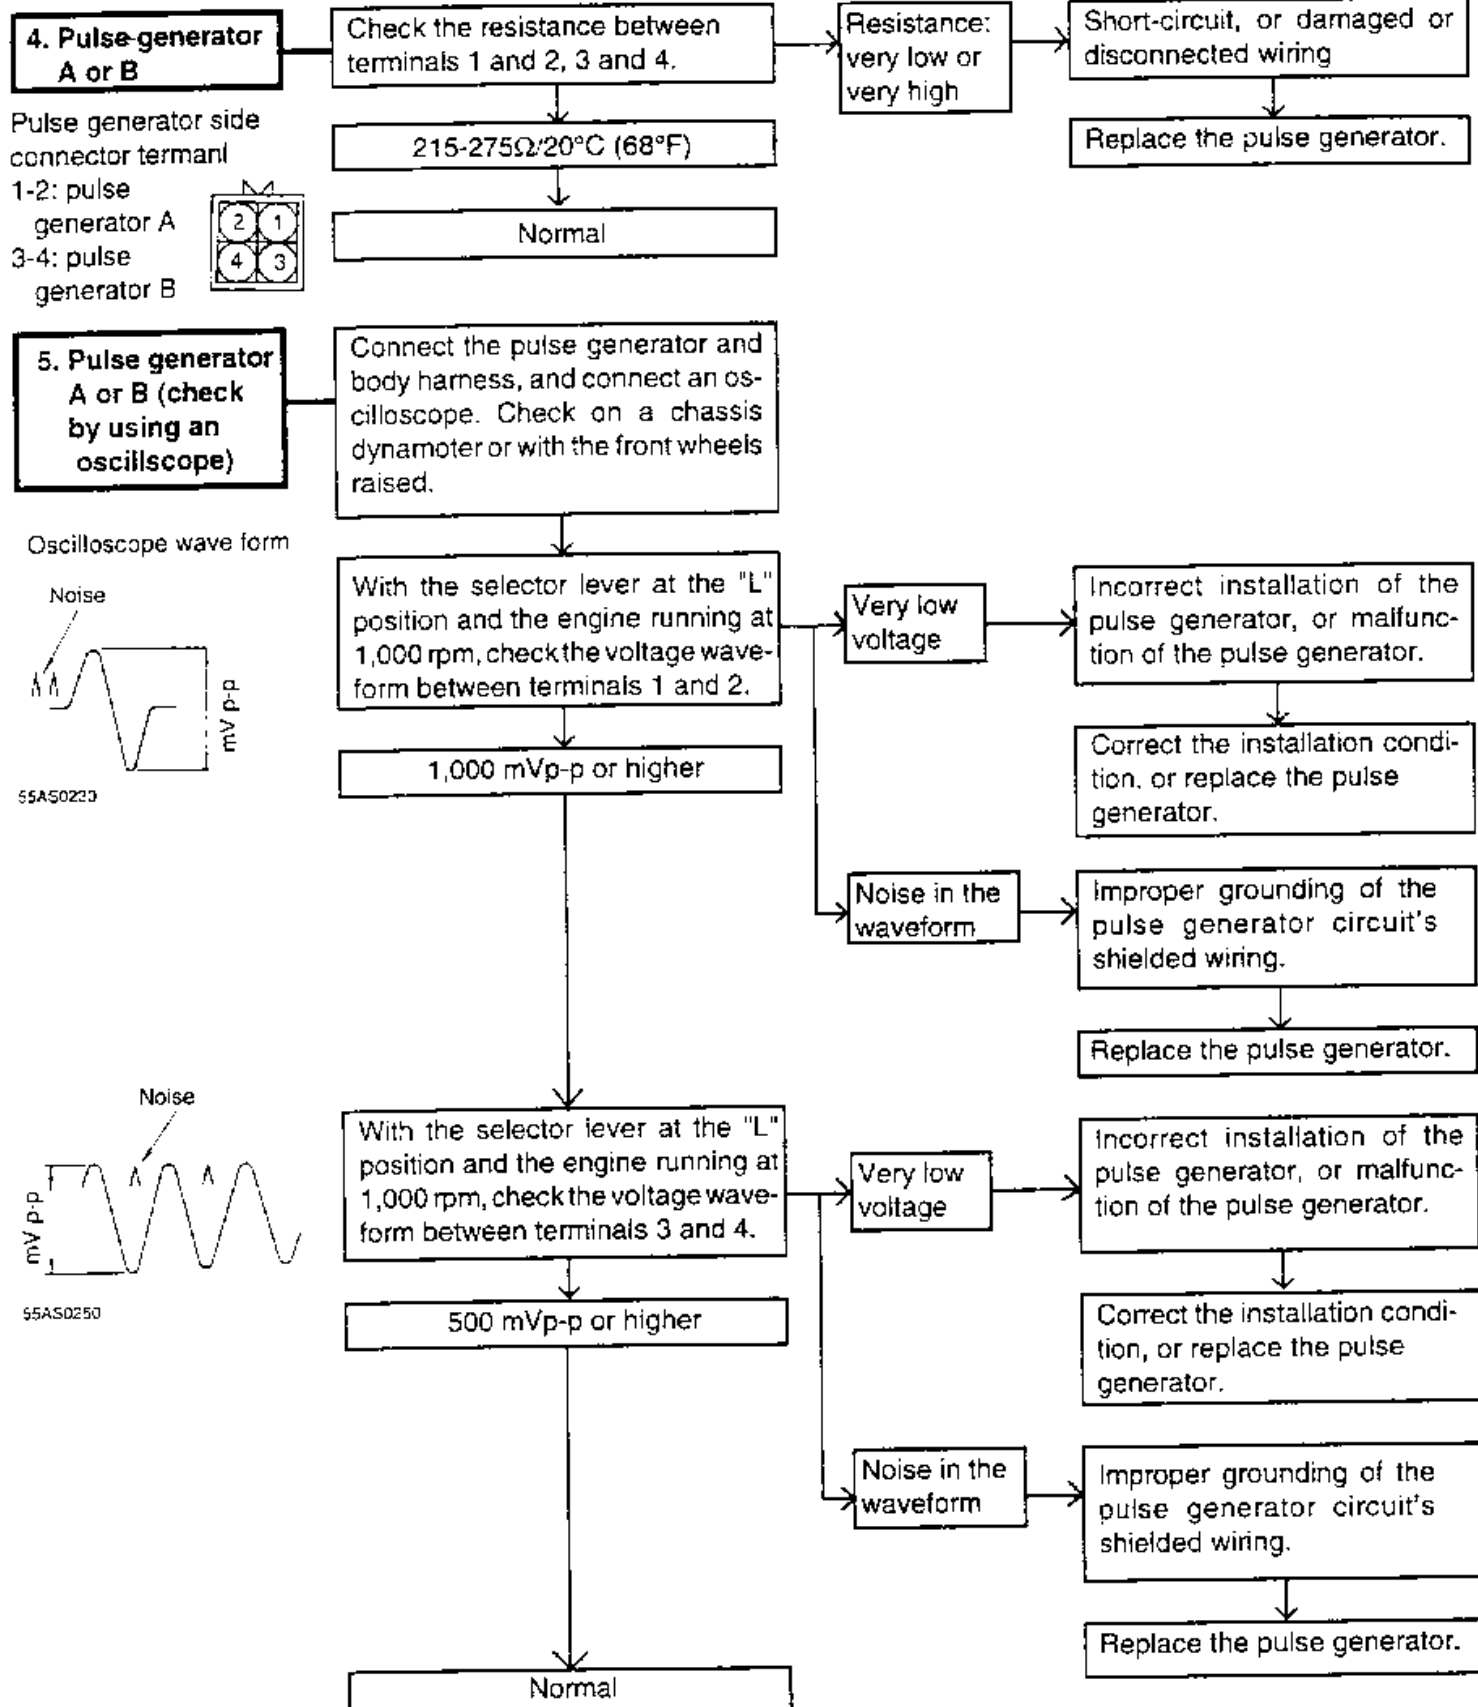 4. Pulse generator
A or B
Check the resistance between
terminals 1 and 2, 3 and 4.
Resistance:
very low or
very high
Short-circuit, or damaged or
disconnected wiring
Replace the pulse generator.
215-275Ω/20°C (68°F)
Normal
Pulse generator side
connector termanl
1-2: pulse
generator A
3-4: pulse
generator B
2 1
4 3
5. Pulse generator
A or B (check
by using an
oscillscope)
Connect the pulse generator and
body harness, and connect an os-
cilloscope. Check on a chassis
dynamoter or with the front wheels
raised.
Oscilloscope wave form
Noise
mV p-p
With the selector lever at the "L"
position and the engine running at
1,000 rpm, check the voltage wave-
form between terminals 1 and 2.
Very low
voltage
Incorrect installation of the
pulse generator, or malfunc-
tion of the pulse generator.
Correct the installation condi-
tion, or replace the pulse
generator.
1,000 mVp-p or higher
Noise in the
waveform
Improper grounding of the
pulse generator circuit's
shielded wiring.
Replace the pulse generator.
Noise
mV p-p
55AS0250
With the selector lever at the "L"
position and the engine running at
1,000 rpm, check the voltage wave-
form between terminals 3 and 4.
Very low
voltage
Incorrect installation of the
pulse generator, or malfunc-
tion of the pulse generator.
Correct the installation condi-
tion, or replace the pulse
generator.
500 mVp-p or higher
Noise in the
waveform
Improper grounding of the
pulse generator circuit's
shielded wiring.
Replace the pulse generator.
Normal